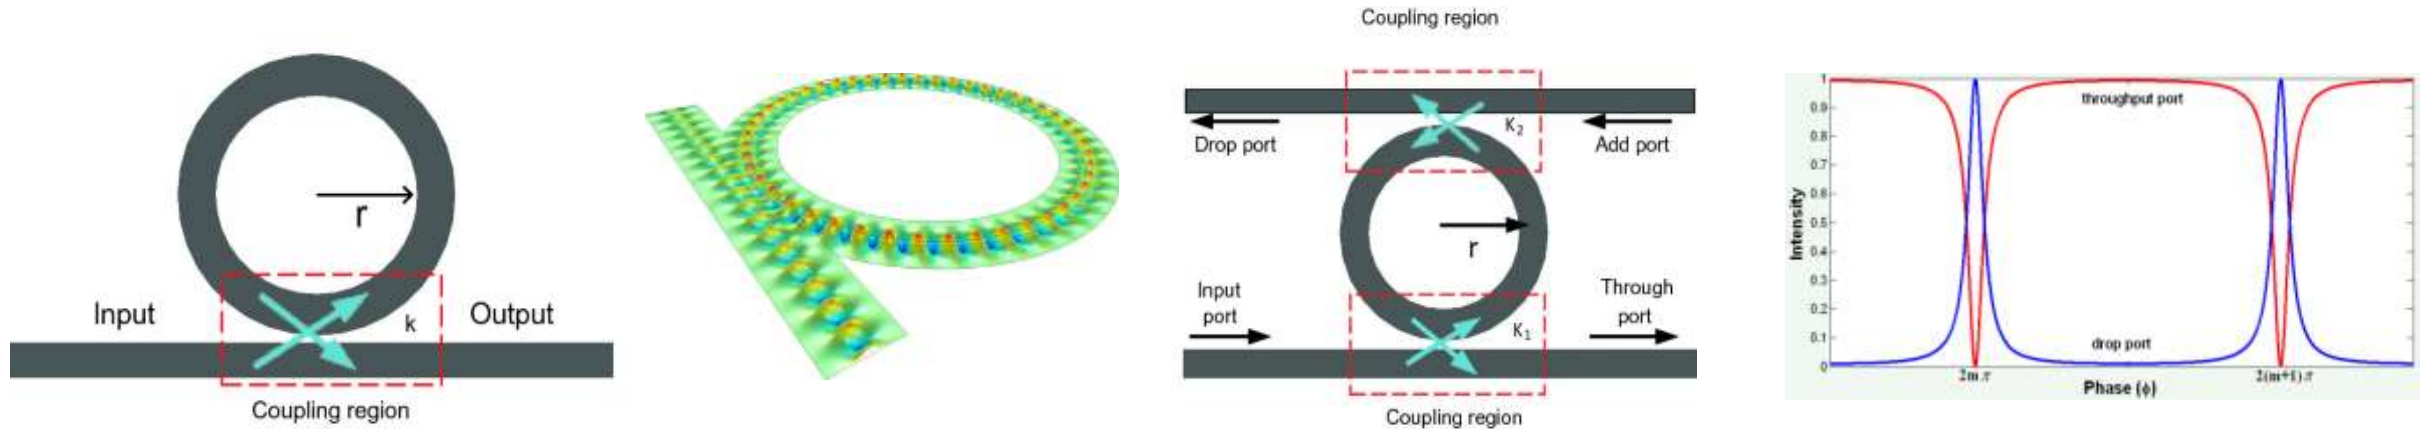 Input
r
k
Output
Coupling region
Coupling region
K2
Drop port
Add port
r
Input
port
Through
port
K1
Coupling region
1
0.9
0.8
0.7
0.6
0.5
0.4
0.3
0.2
0.1
0
Intensity
throughput port
drop port
2m.π
2(m+1).π
Phase (ϕ)